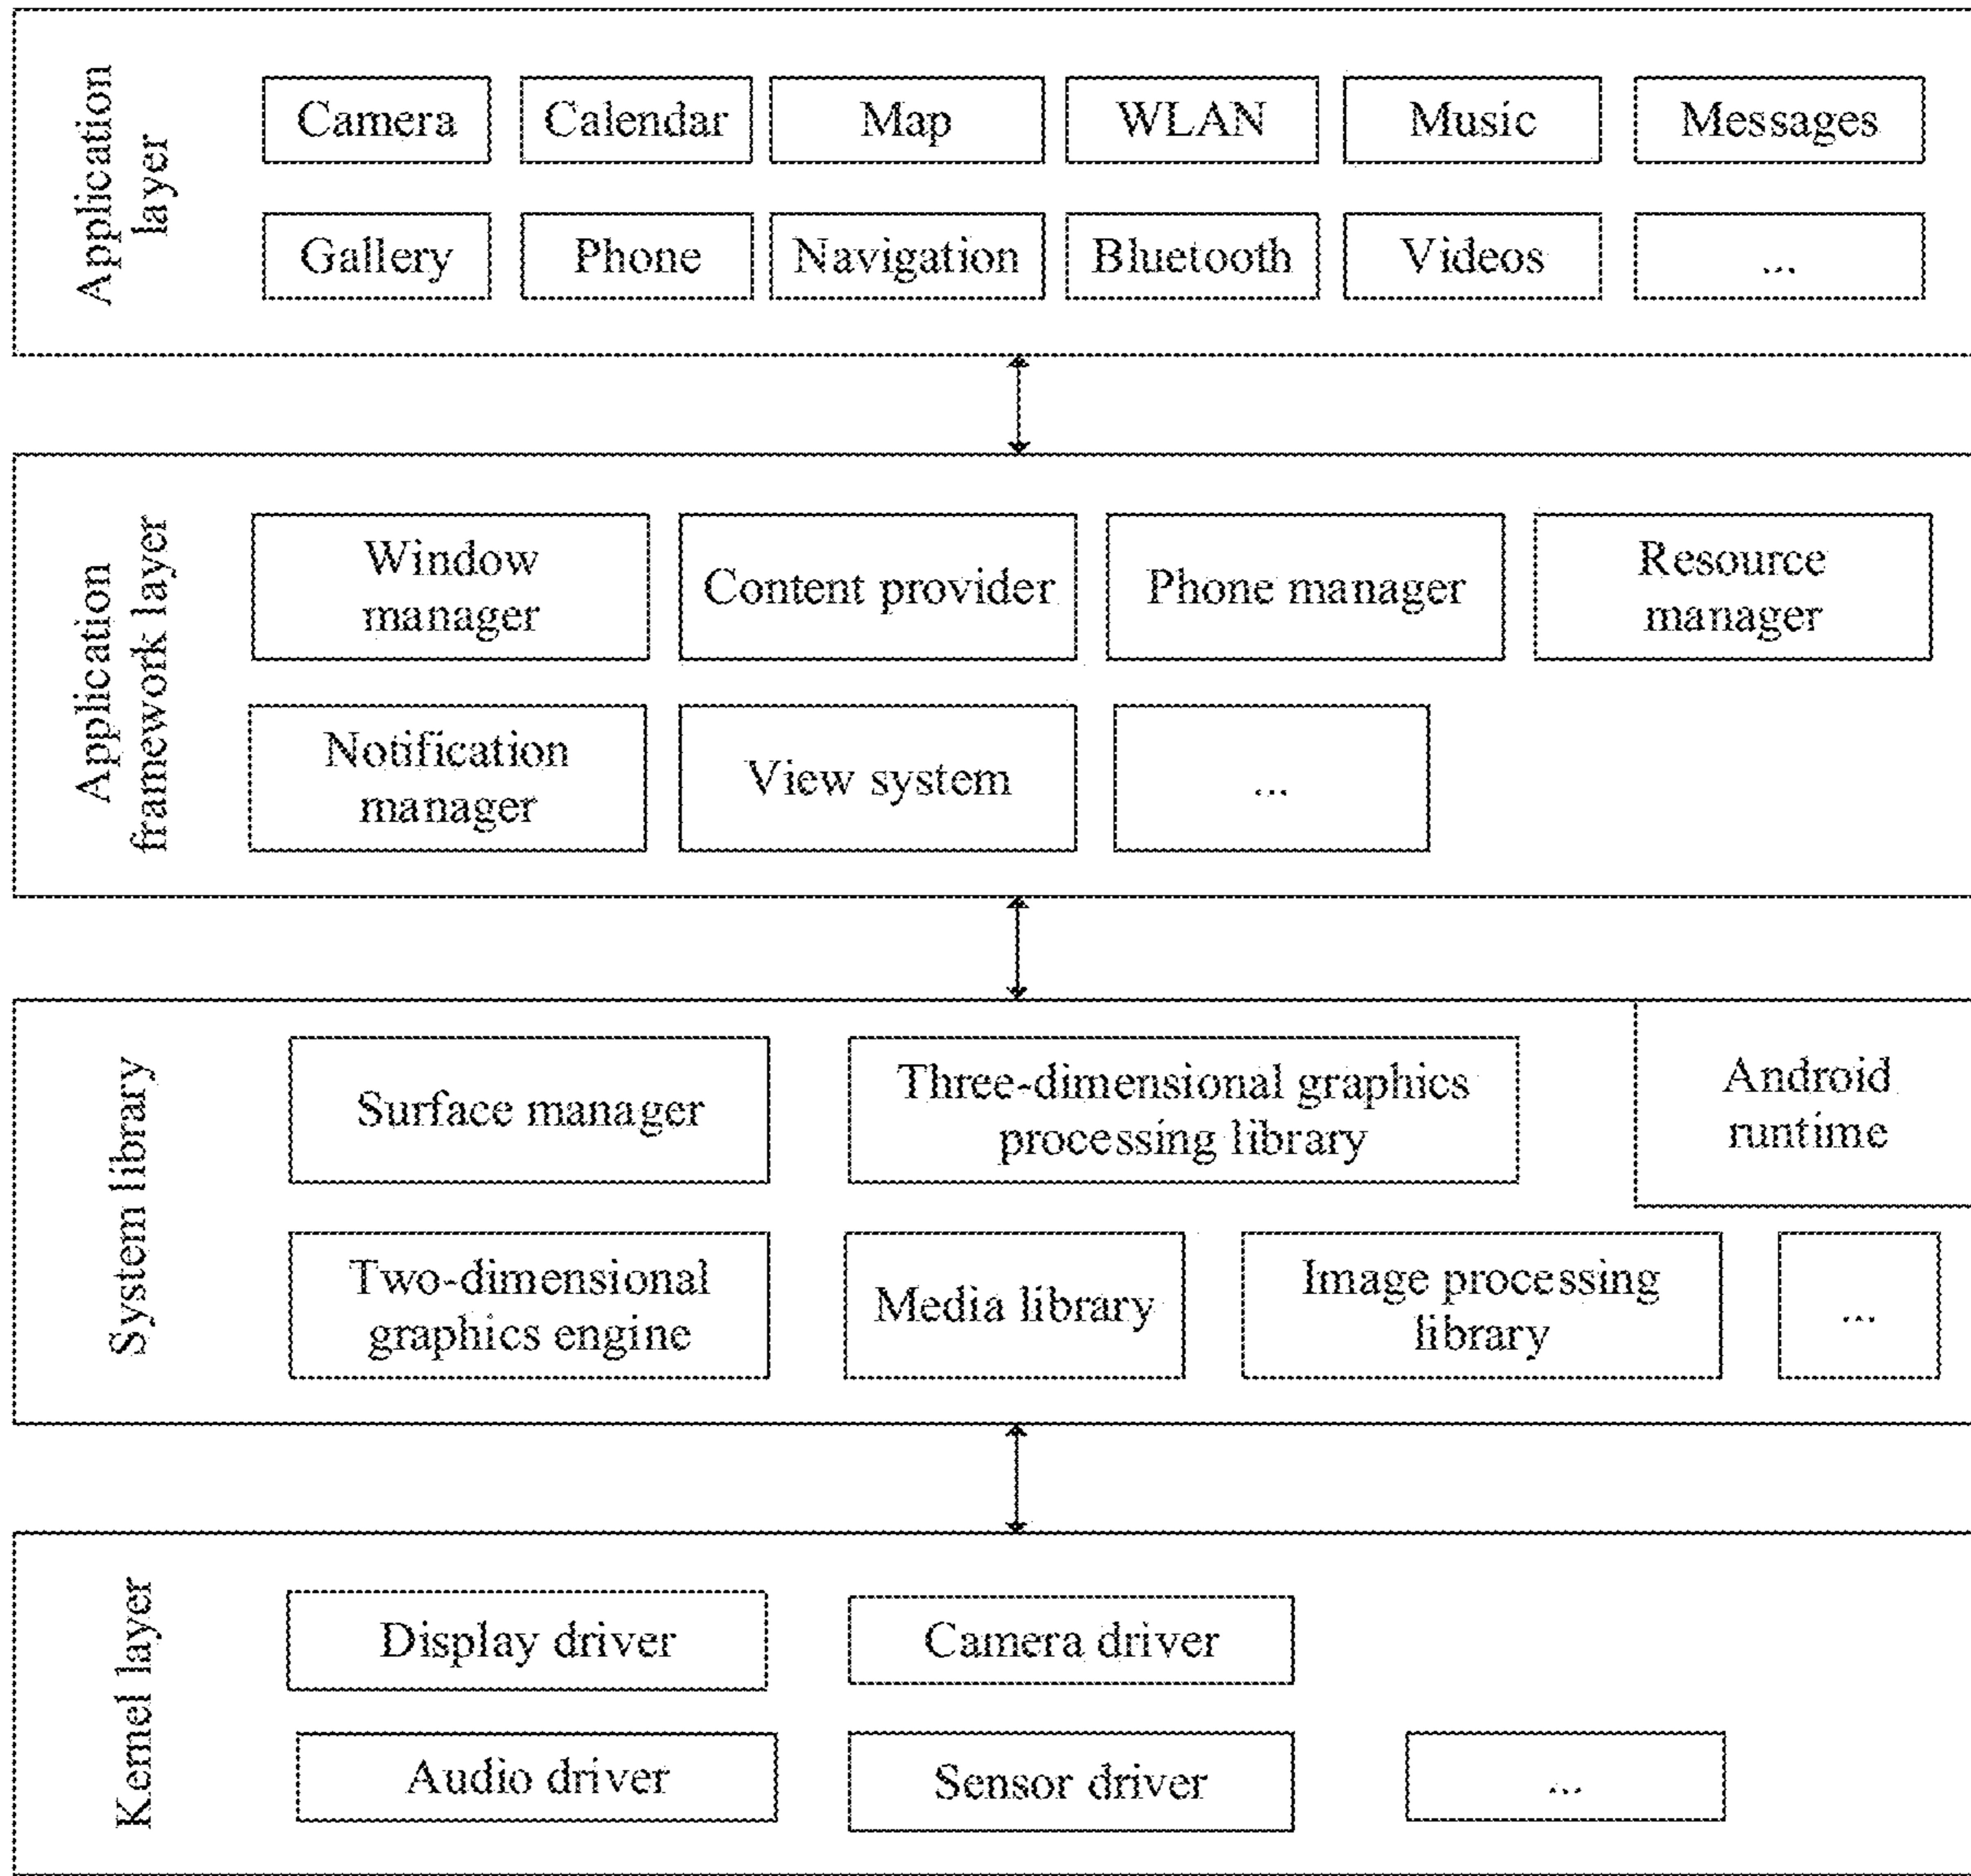 Application
layer
Camera
Calendar
Map
WLAN
Music
Messages
Gallery
Phone
Navigation
Bluetooth
Videos
...
Application
framework layer
Window
manager
Content provider
Phone manager
Resource
manager
Notification
manager
View system
...
System library
Surface manager
Three-dimensional graphics
processing library
Android
runtime
Two-dimensional
graphics engine
Media library
Image processing
library
...
Kernel layer
Display driver
Camera driver
Audio driver
Sensor driver
...